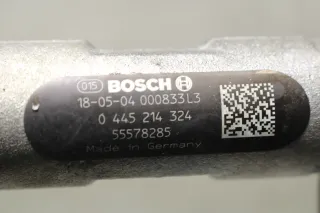 015 BOSCH
18-05-04 000833L3
0 445 214 324
55578285
Made in Germany